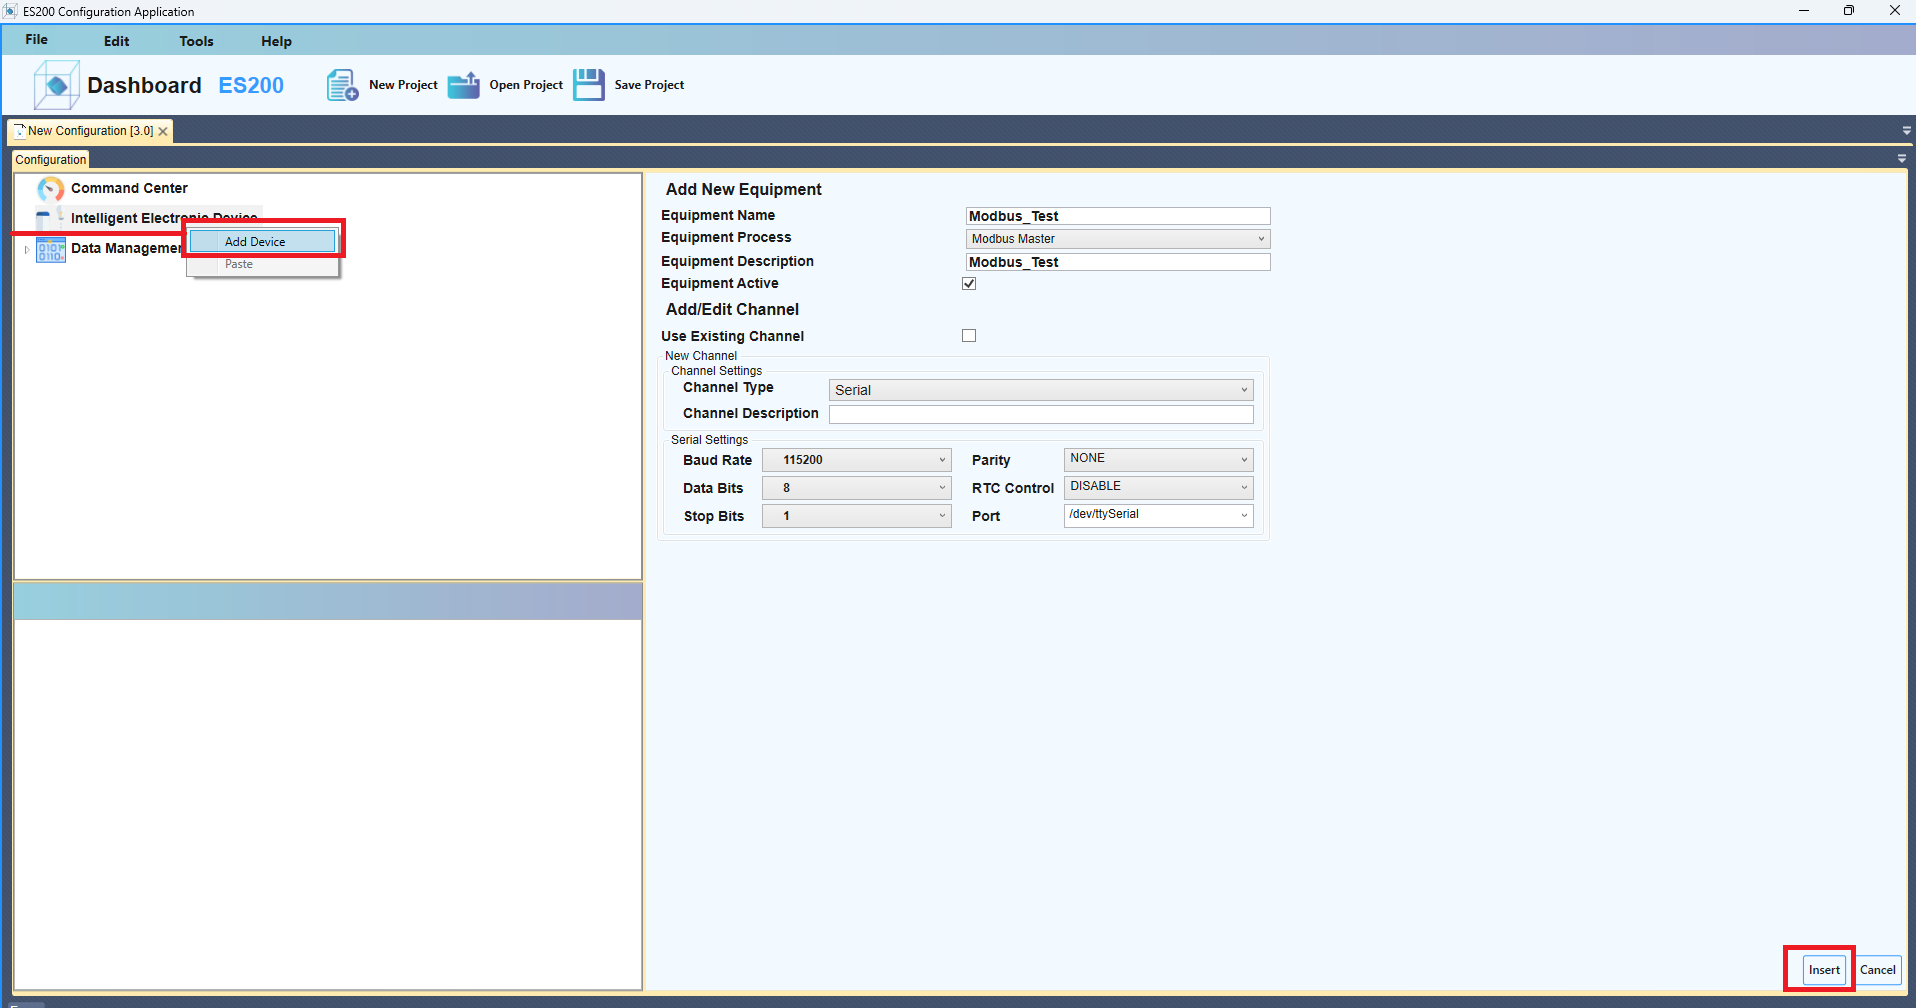 ES200 Configuration Application
File Edit Tools Help
Dashboard ES200 New Project Open Project Save Project
New Configuration [3.0]
Configuration
Command Center
Intelligent Electronic Device
Data Managemen
Add Device
Paste
Add New Equipment
Equipment Name Modbus_Test
Equipment Process Modbus Master
Equipment Description Modbus_Test
Equipment Active
Add/Edit Channel
Use Existing Channel
New Channel
Channel Settings
Channel Type Serial
Channel Description
Serial Settings
Baud Rate 115200 Parity NONE
Data Bits 8 RTC Control DISABLE
Stop Bits 1 Port /dev/ttySerial
Insert Cancel